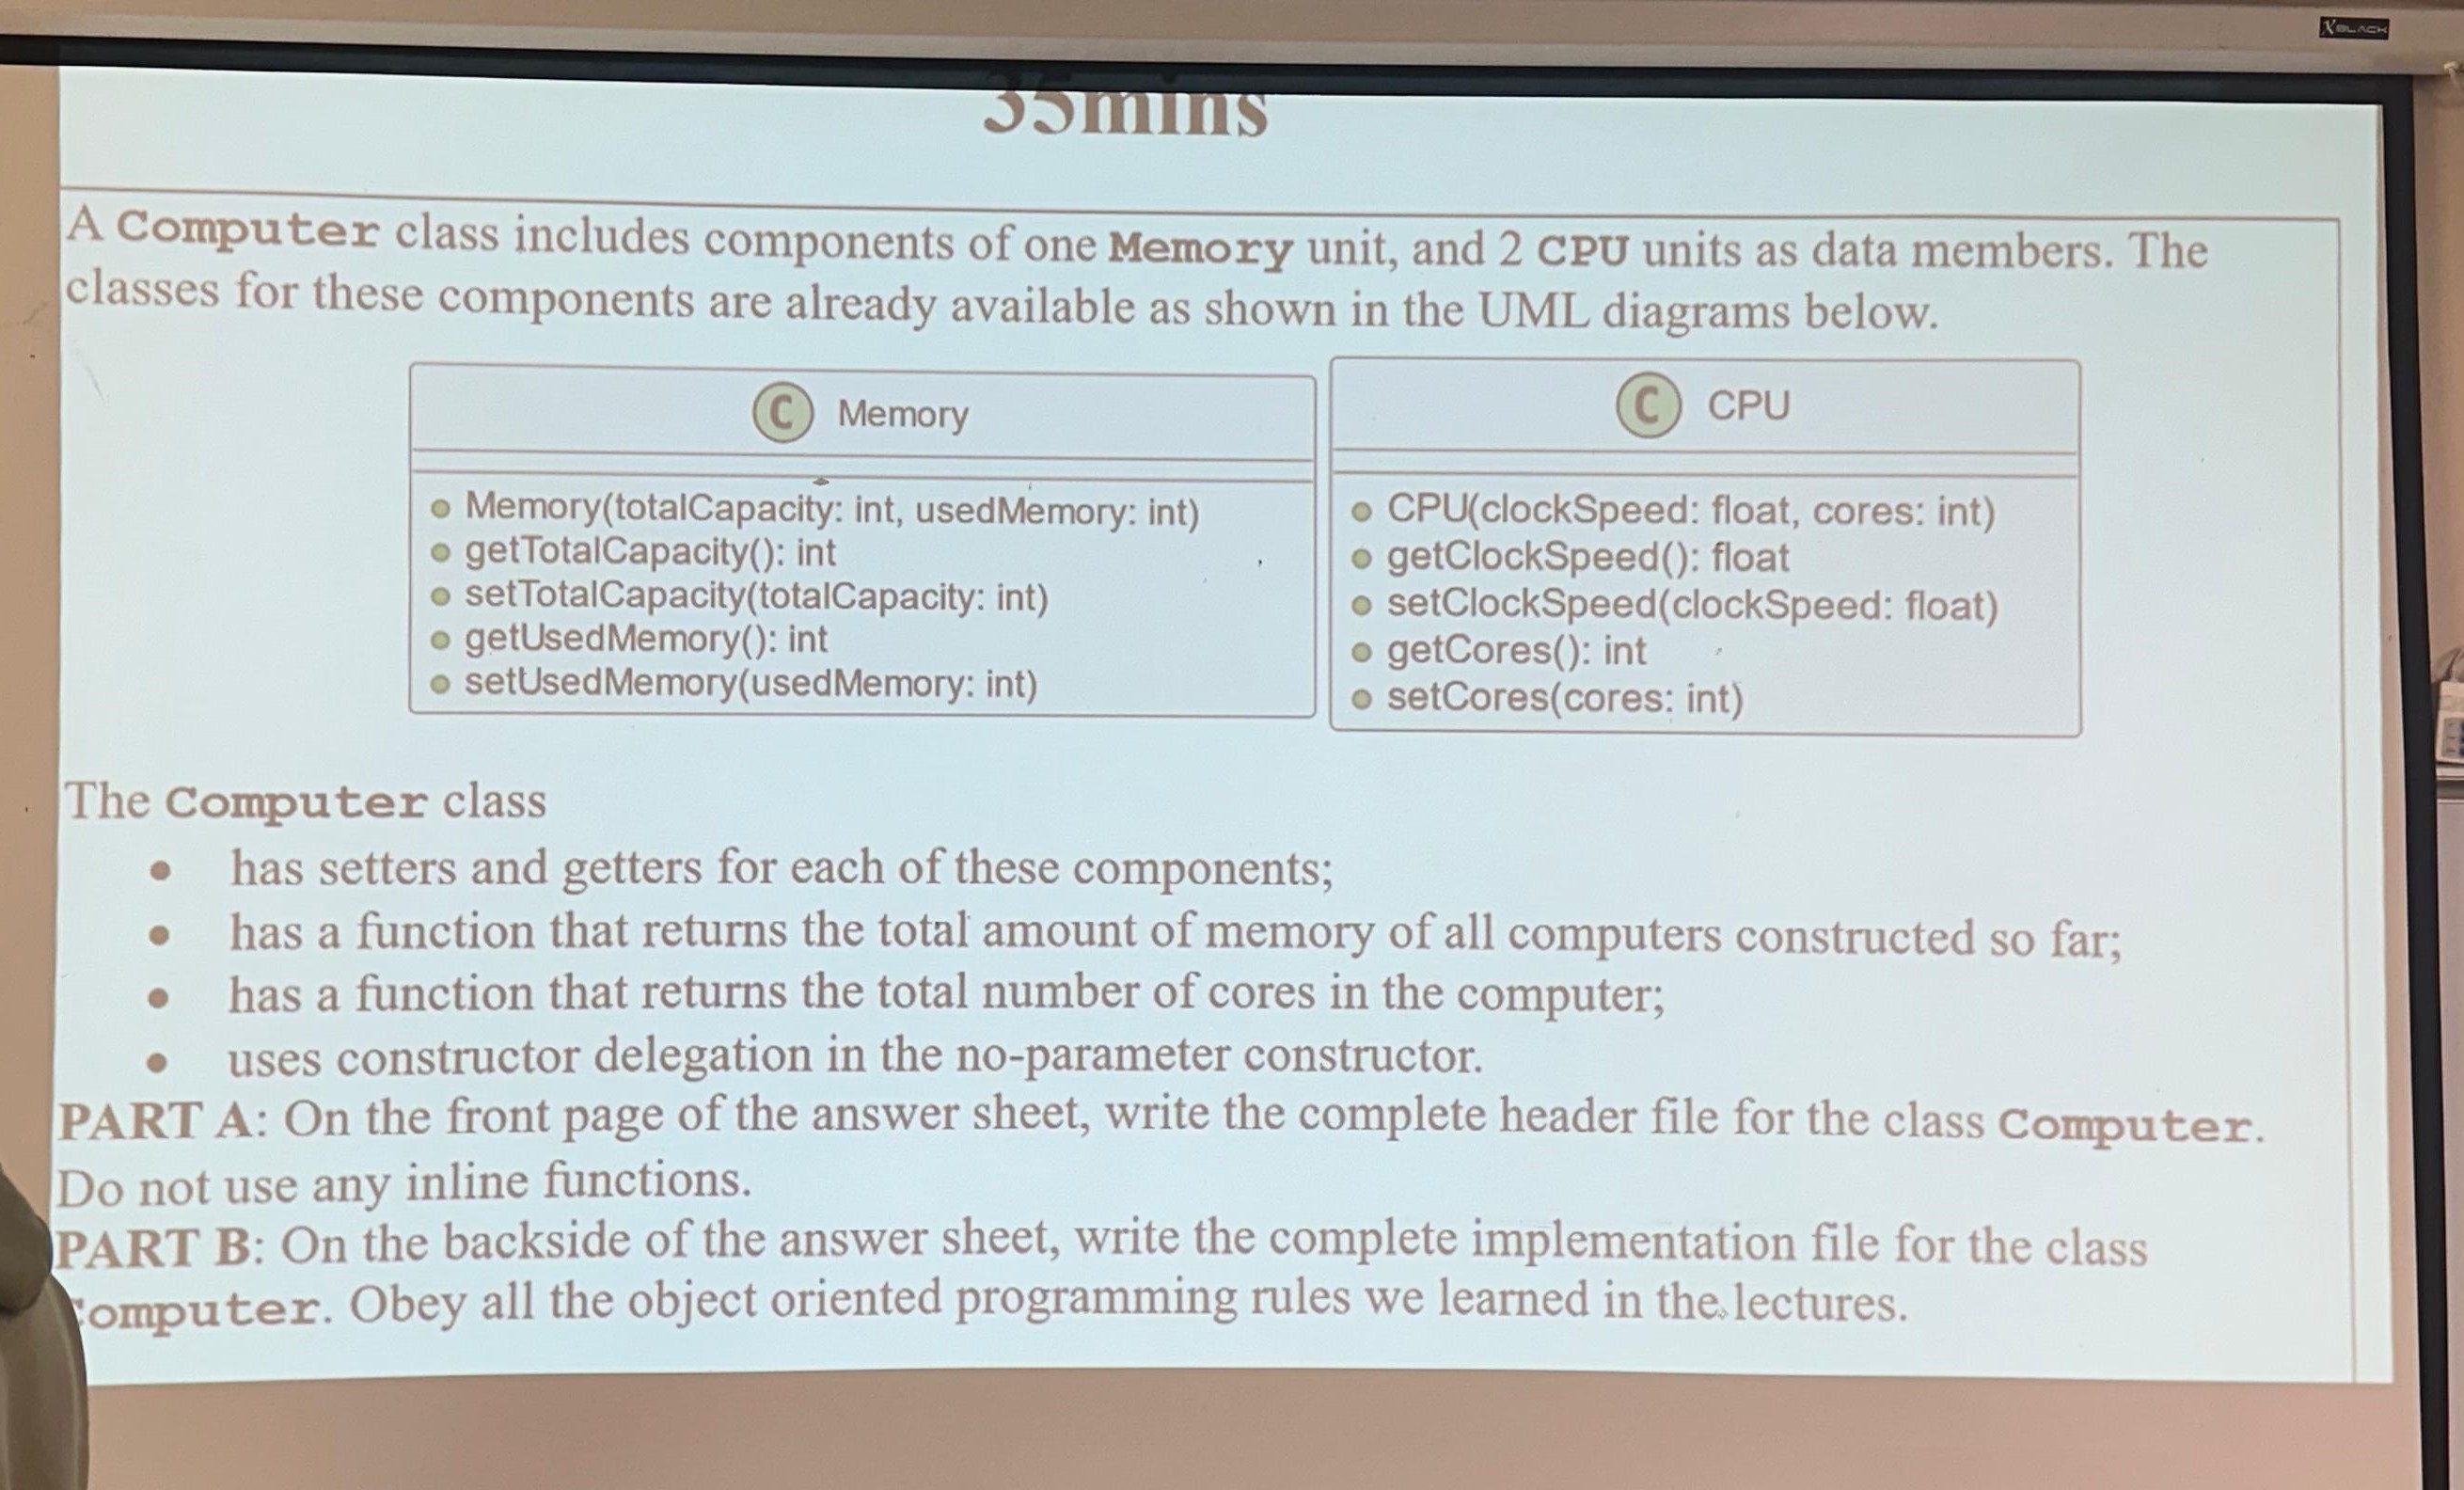 XBLACK
35mins
A Computer class includes components of one Memory unit, and 2 CPU units as data members. The
classes for these components are already available as shown in the UML diagrams below.
C Memory
Memory(totalCapacity: int, usedMemory: int)
getTotalCapacity(): int
setTotalCapacity(totalCapacity: int)
getUsedMemory(): int
setUsedMemory(usedMemory: int)
C CPU
CPU(clockSpeed: float, cores: int)
getClockSpeed(): float
setClockSpeed(clockSpeed: float)
getCores(): int
setCores(cores: int)
The Computer class
• has setters and getters for each of these components;
• has a function that returns the total amount of memory of all computers constructed so far;
• has a function that returns the total number of cores in the computer;
• uses constructor delegation in the no-parameter constructor.
PART A: On the front page of the answer sheet, write the complete header file for the class Computer.
Do not use any inline functions.
PART B: On the backside of the answer sheet, write the complete implementation file for the class
Computer. Obey all the object oriented programming rules we learned in the lectures.